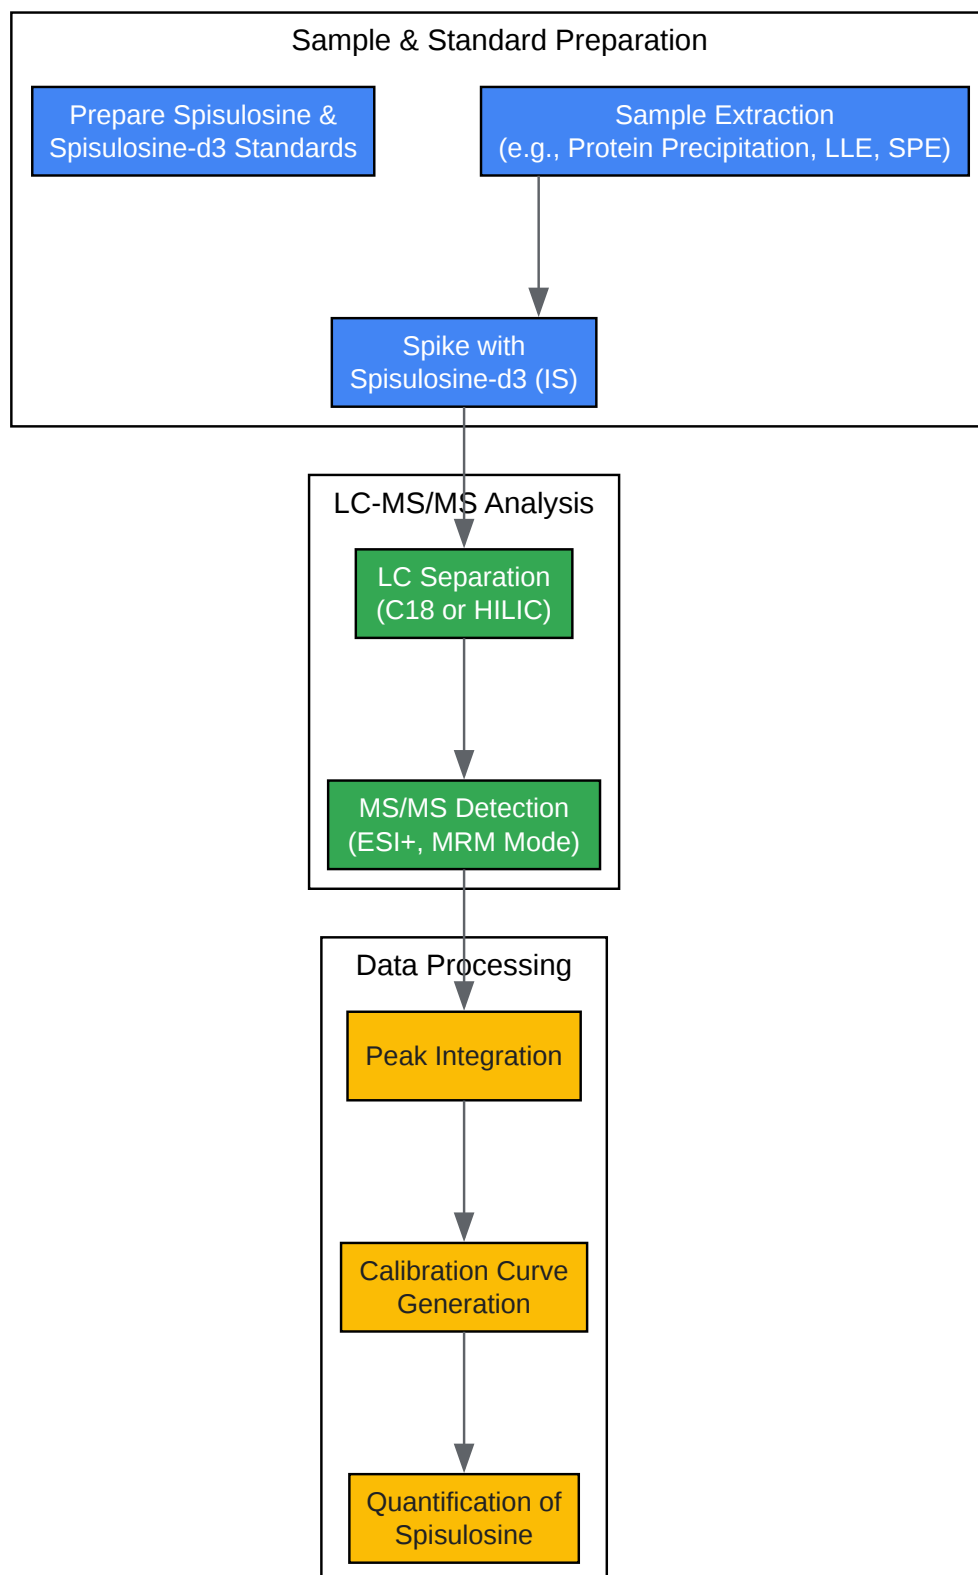 Sample & Standard Preparation
Prepare Spisulosine &
Spisulosine-d3 Standards
Sample Extraction
(e.g., Protein Precipitation, LLE, SPE)
Spike with
Spisulosine-d3 (IS)
LC-MS/MS Analysis
LC Separation
(C18 or HILIC)
MS/MS Detection
(ESI+, MRM Mode)
Data Processing
Peak Integration
Calibration Curve
Generation
Quantification of
Spisulosine